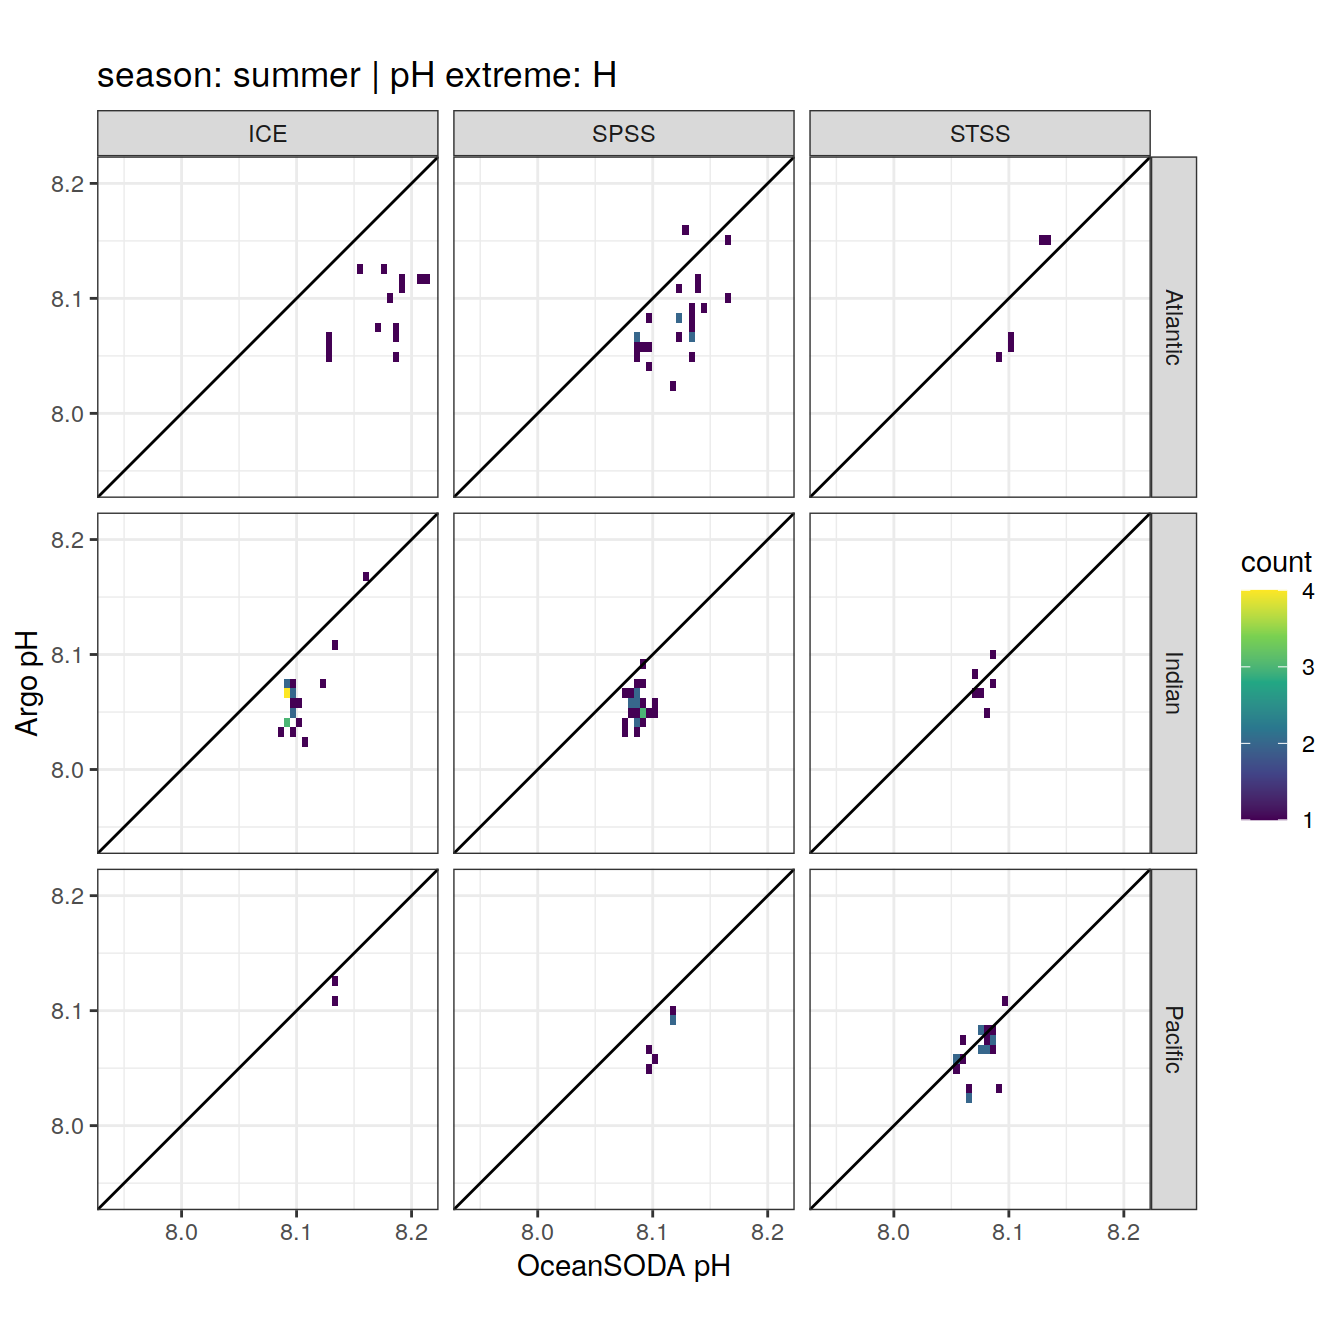 season: summer | pH extreme: H
ICE SPSS STSS
8.2
8.1
8.0
Atlantic
8.2
8.1
8.0
Indian
8.2
8.1
8.0
Pacific
Argo pH
8.0 8.1 8.2 8.0 8.1 8.2 8.0 8.1 8.2
OceanSODA pH
count
4
3
2
1